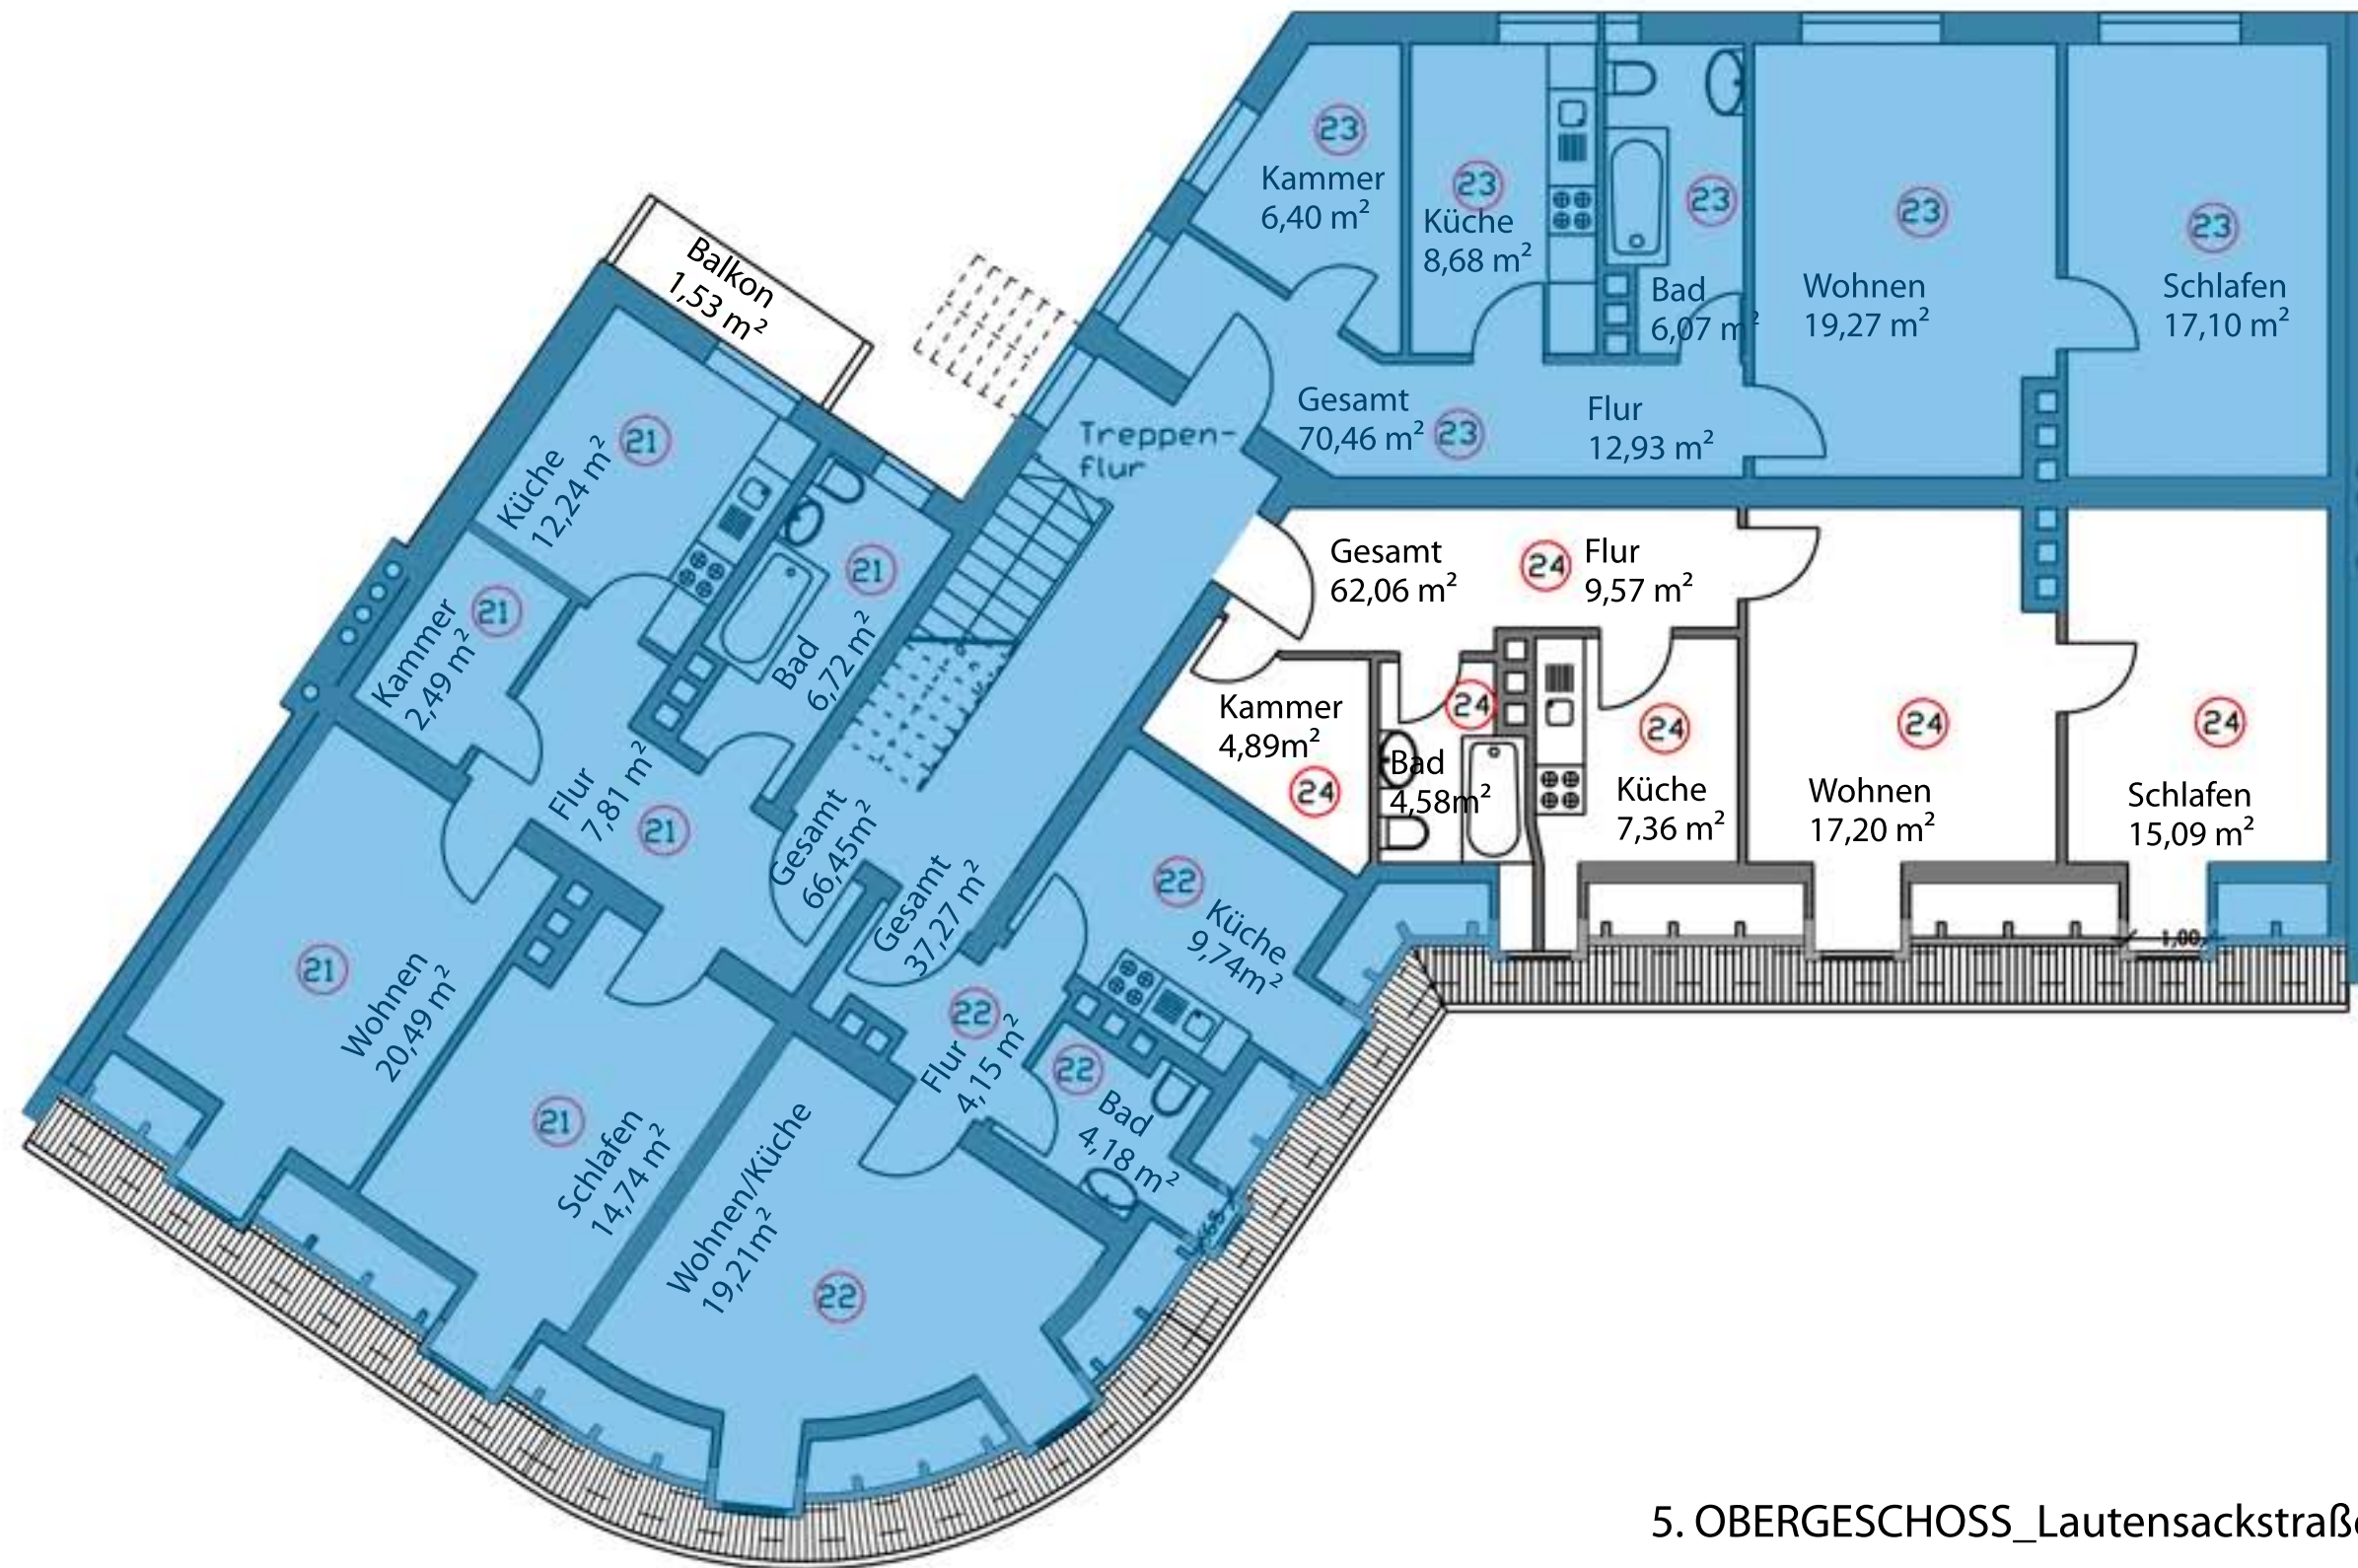 23
Kammer
6,40 m²
23
Küche
8,68 m²
23
Bad
6,07 m²
23
Wohnen
19,27 m²
23
Schlafen
17,10 m²
Gesamt
70,46 m²
23
Flur
12,93 m²
Balkon
1,53 m²
Treppen-
flur
21
Küche
12,24 m²
21
Kammer
2,49 m²
21
Bad
6,72 m²
Flur
7,81 m²
21
Gesamt
66,45m²
21
Wohnen
20,49 m²
21
Schlafen
14,74 m²
Gesamt
37,27 m²
22
Küche
9,74m²
22
Flur
4,15 m²
22
Bad
4,18 m²
Wohnen/Küche
19,21m²
22
Gesamt
62,06 m²
24
Flur
9,57 m²
Kammer
4,89m²
24
24
Bad
4,58m²
24
Küche
7,36 m²
24
Wohnen
17,20 m²
24
Schlafen
15,09 m²
1,00
5. OBERGESCHOSS_Lautensackstraße